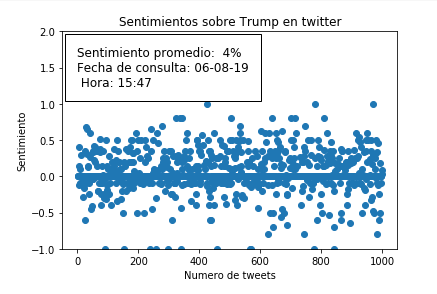 Sentimientos sobre Trump en twitter
2.0
Sentimiento promedio: 4%
Fecha de consulta: 06-08-19
Hora: 15:47
1.5
1.0
0.5
0.0
−0.5
−1.0
Sentimiento
0 200 400 600 800 1000
Numero de tweets